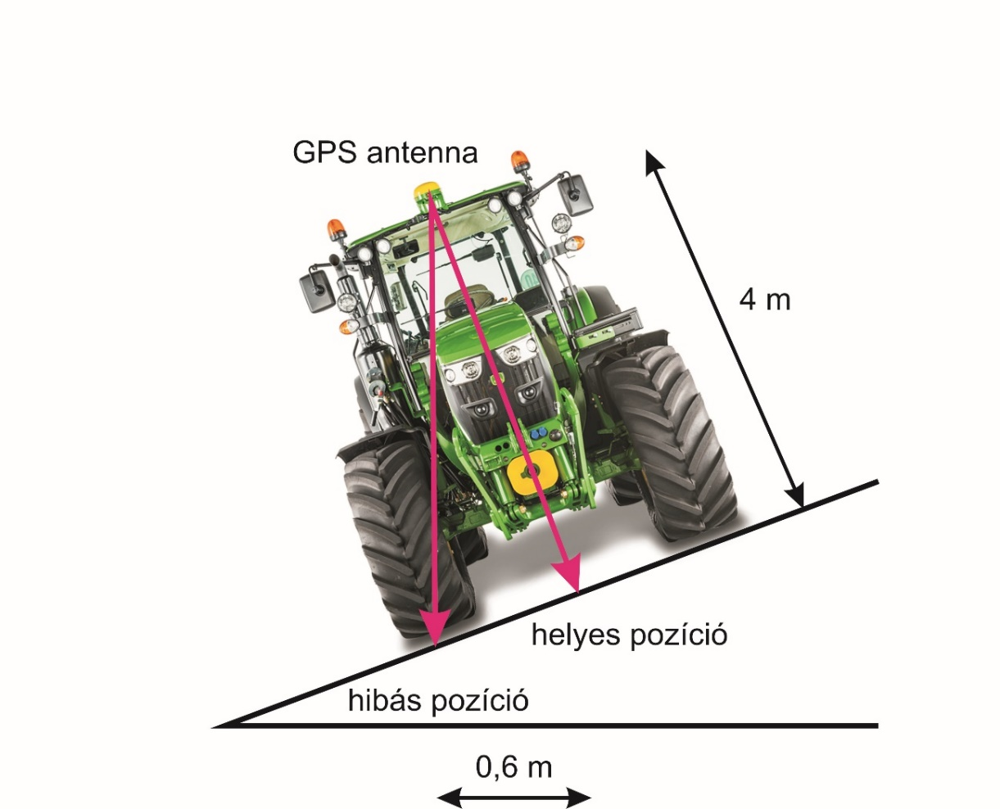 GPS antenna
4 m
helyes pozíció
hibás pozíció
0,6 m